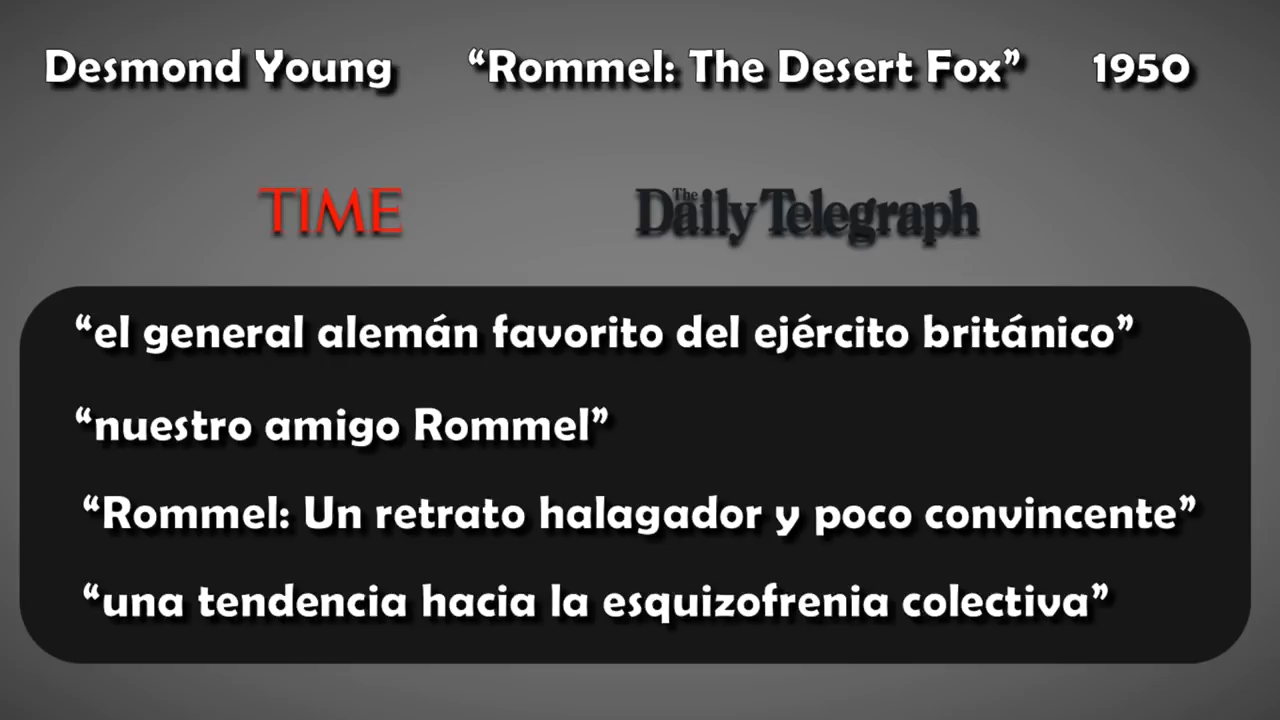 Desmond Young “Rommel: The Desert Fox” 1950
TIME The Daily Telegraph
“el general alemán favorito del ejército británico”
“nuestro amigo Rommel”
“Rommel: Un retrato halagador y poco convincente”
“una tendencia hacia la esquizofrenia colectiva”